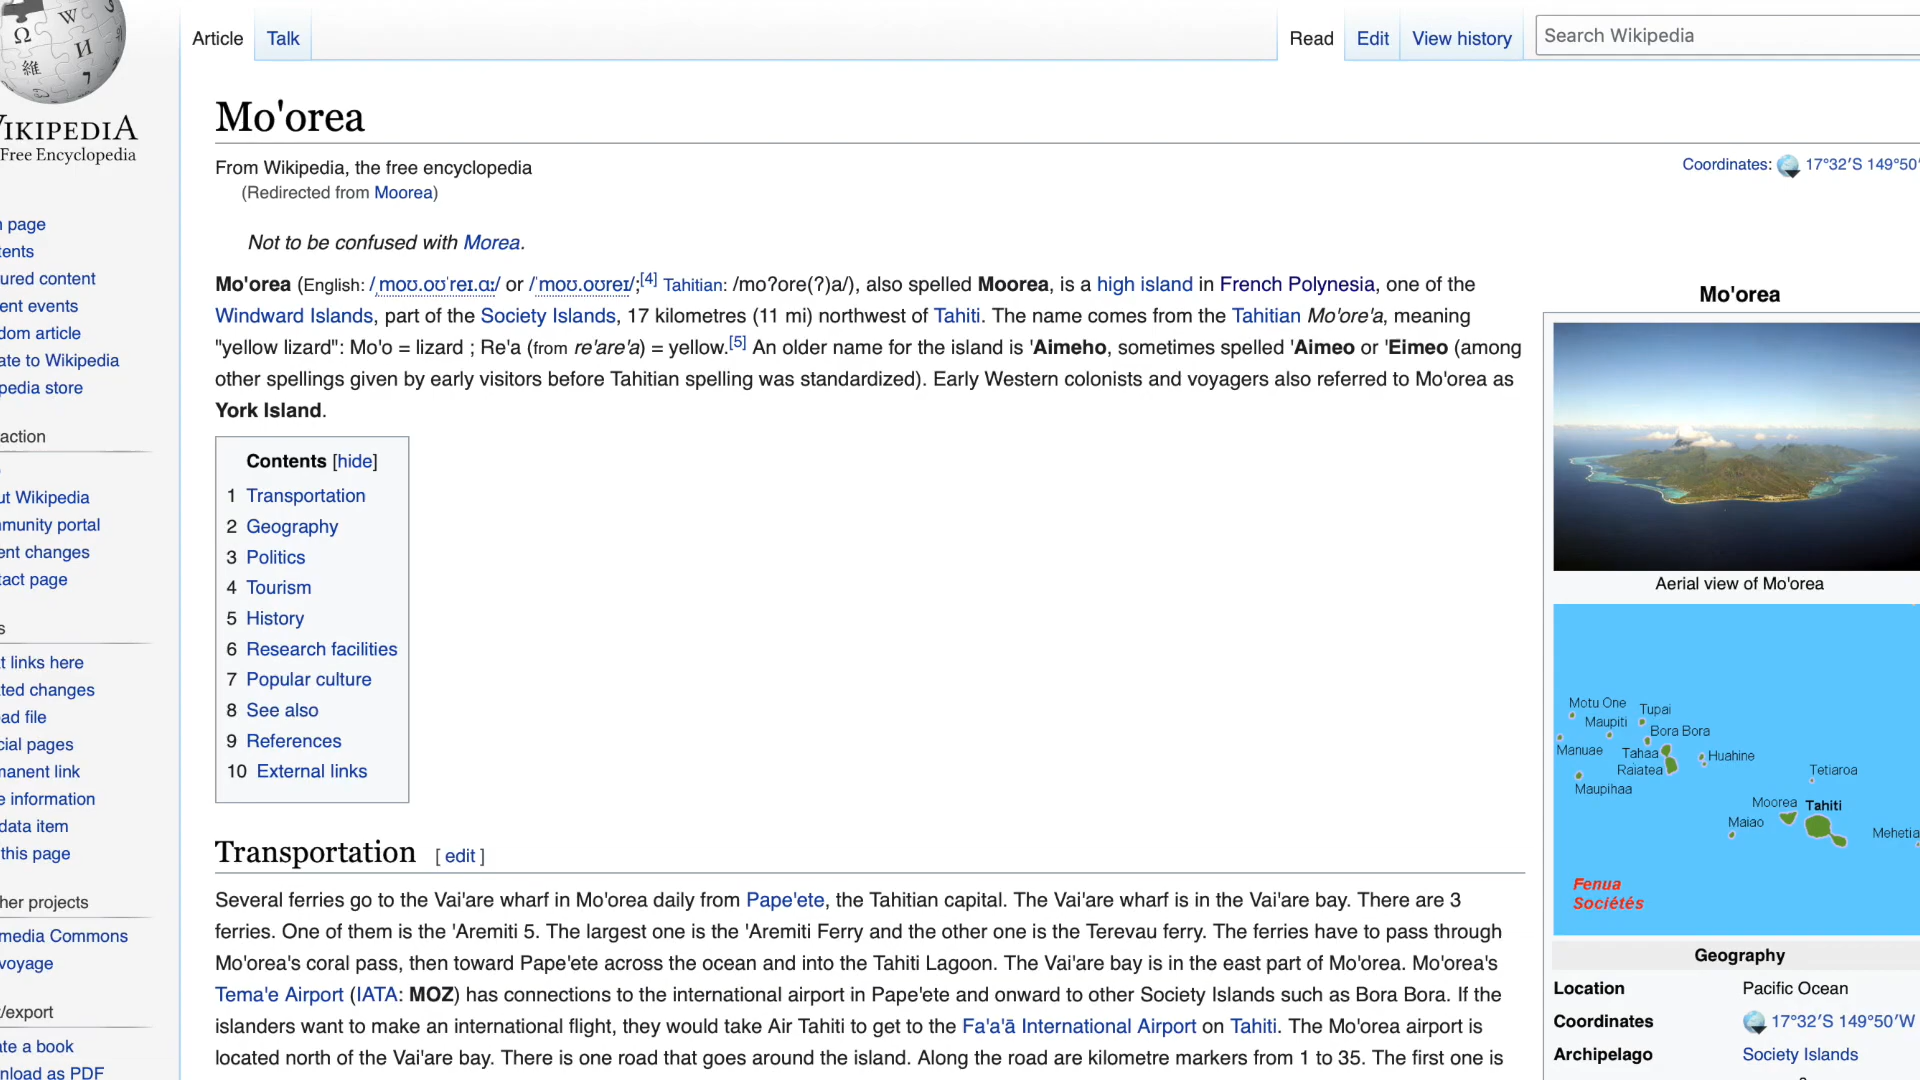 Article Talk Read Edit View history Search Wikipedia
Ω W И
維 7
WIKIPEDIA
Free Encyclopedia
Mo'orea
From Wikipedia, the free encyclopedia
Coordinates: 17°32′S 149°50′
(Redirected from Moorea)
Not to be confused with Morea.
Mo'orea (English: /ˌmoʊ.oʊˈreɪ.ɑː/ or /ˈmoʊ.oʊreɪ/;[4] Tahitian: /mo?ore(?)a/), also spelled Moorea, is a high island in French Polynesia, one of the
Windward Islands, part of the Society Islands, 17 kilometres (11 mi) northwest of Tahiti. The name comes from the Tahitian Mo'ore'a, meaning
"yellow lizard": Mo'o = lizard ; Re'a (from re'are'a) = yellow.[5] An older name for the island is 'Aimeho, sometimes spelled 'Aimeo or 'Eimeo (among
other spellings given by early visitors before Tahitian spelling was standardized). Early Western colonists and voyagers also referred to Mo'orea as
York Island.
Contents [hide]
1 Transportation
2 Geography
3 Politics
4 Tourism
5 History
6 Research facilities
7 Popular culture
8 See also
9 References
10 External links
Transportation [ edit ]
Several ferries go to the Vai'are wharf in Mo'orea daily from Pape'ete, the Tahitian capital. The Vai'are wharf is in the Vai'are bay. There are 3
ferries. One of them is the 'Aremiti 5. The largest one is the 'Aremiti Ferry and the other one is the Terevau ferry. The ferries have to pass through
Mo'orea's coral pass, then toward Pape'ete across the ocean and into the Tahiti Lagoon. The Vai'are bay is in the east part of Mo'orea. Mo'orea's
Tema'e Airport (IATA: MOZ) has connections to the international airport in Pape'ete and onward to other Society Islands such as Bora Bora. If the
islanders want to make an international flight, they would take Air Tahiti to get to the Fa'a'ā International Airport on Tahiti. The Mo'orea airport is
located north of the Vai'are bay. There is one road that goes around the island. Along the road are kilometre markers from 1 to 35. The first one is
page
tents
ured content
ent events
dom article
ate to Wikipedia
pedia store
action
ut Wikipedia
munity portal
ent changes
tact page
s
t links here
ted changes
ad file
cial pages
manent link
e information
data item
this page
her projects
media Commons
voyage
/export
ate a book
nload as PDF
Mo'orea
Aerial view of Mo'orea
Motu One
Tupai
Maupiti
Bora Bora
Manuae
Tahaa
Huahine
Raiatea
Tetiaroa
Maupihaa
Moorea
Tahiti
Maiao
Mehetia
Fenua
Sociétés
Geography
Location Pacific Ocean
Coordinates 17°32′S 149°50′W
Archipelago Society Islands